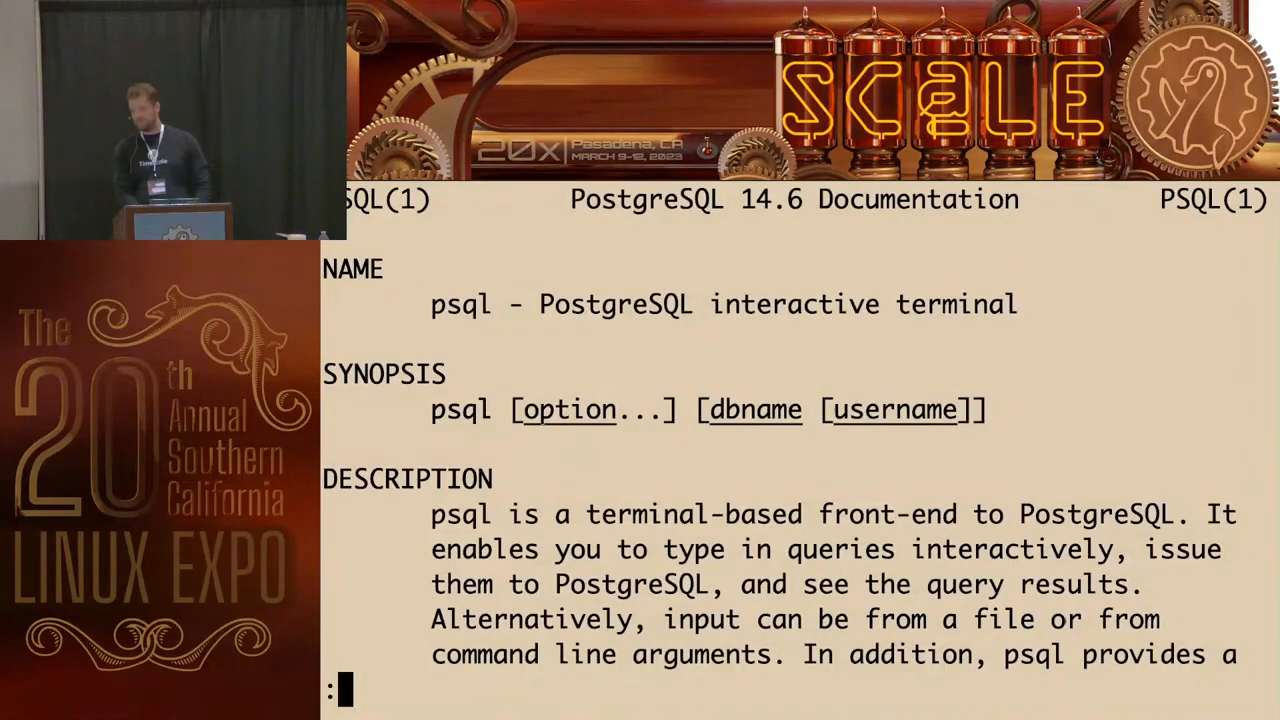 SCaLE
20x
Pasadena, CA
MARCH 9-12, 2023
Timescale
SQL(1) PostgreSQL 14.6 Documentation PSQL(1)
NAME
psql - PostgreSQL interactive terminal
SYNOPSIS
psql [option...] [dbname [username]]
DESCRIPTION
psql is a terminal-based front-end to PostgreSQL. It
enables you to type in queries interactively, issue
them to PostgreSQL, and see the query results.
Alternatively, input can be from a file or from
command line arguments. In addition, psql provides a
:
The
20th
Annual
Southern
California
LINUX EXPO